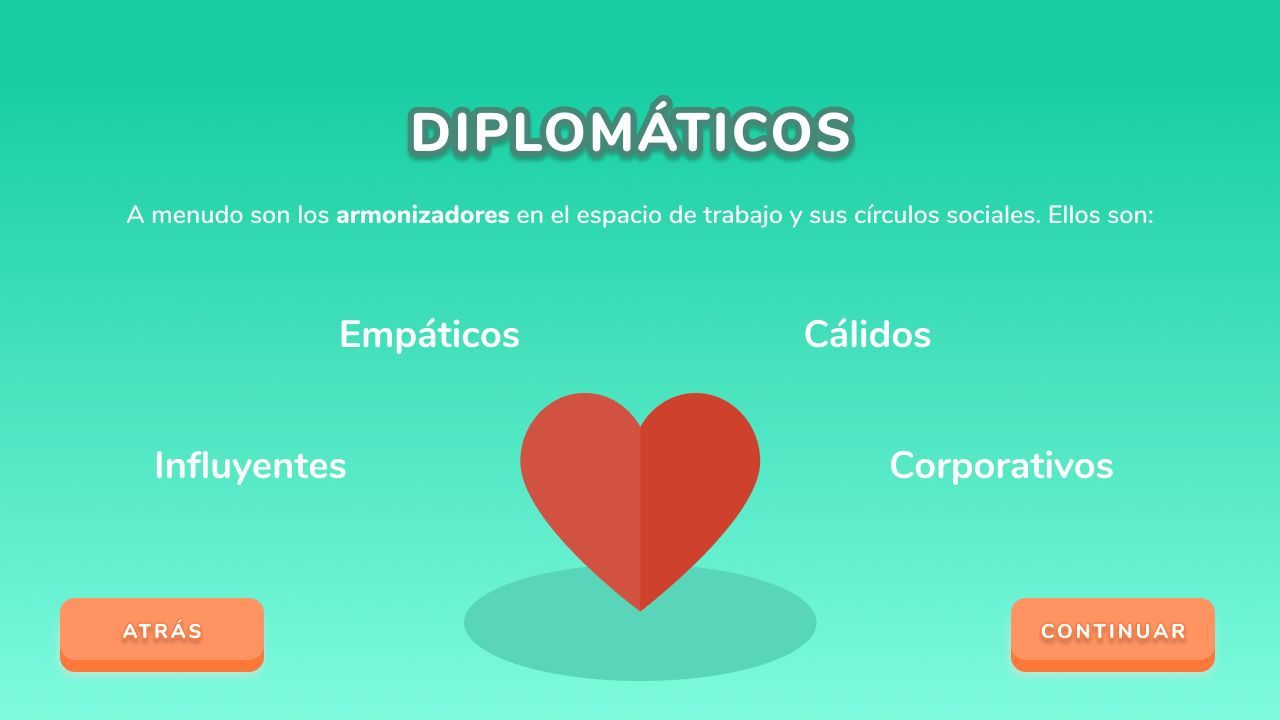 DIPLOMÁTICOS
A menudo son los armonizadores en el espacio de trabajo y sus círculos sociales. Ellos son:
Empáticos
Cálidos
Influyentes
Corporativos
ATRÁS
CONTINUAR